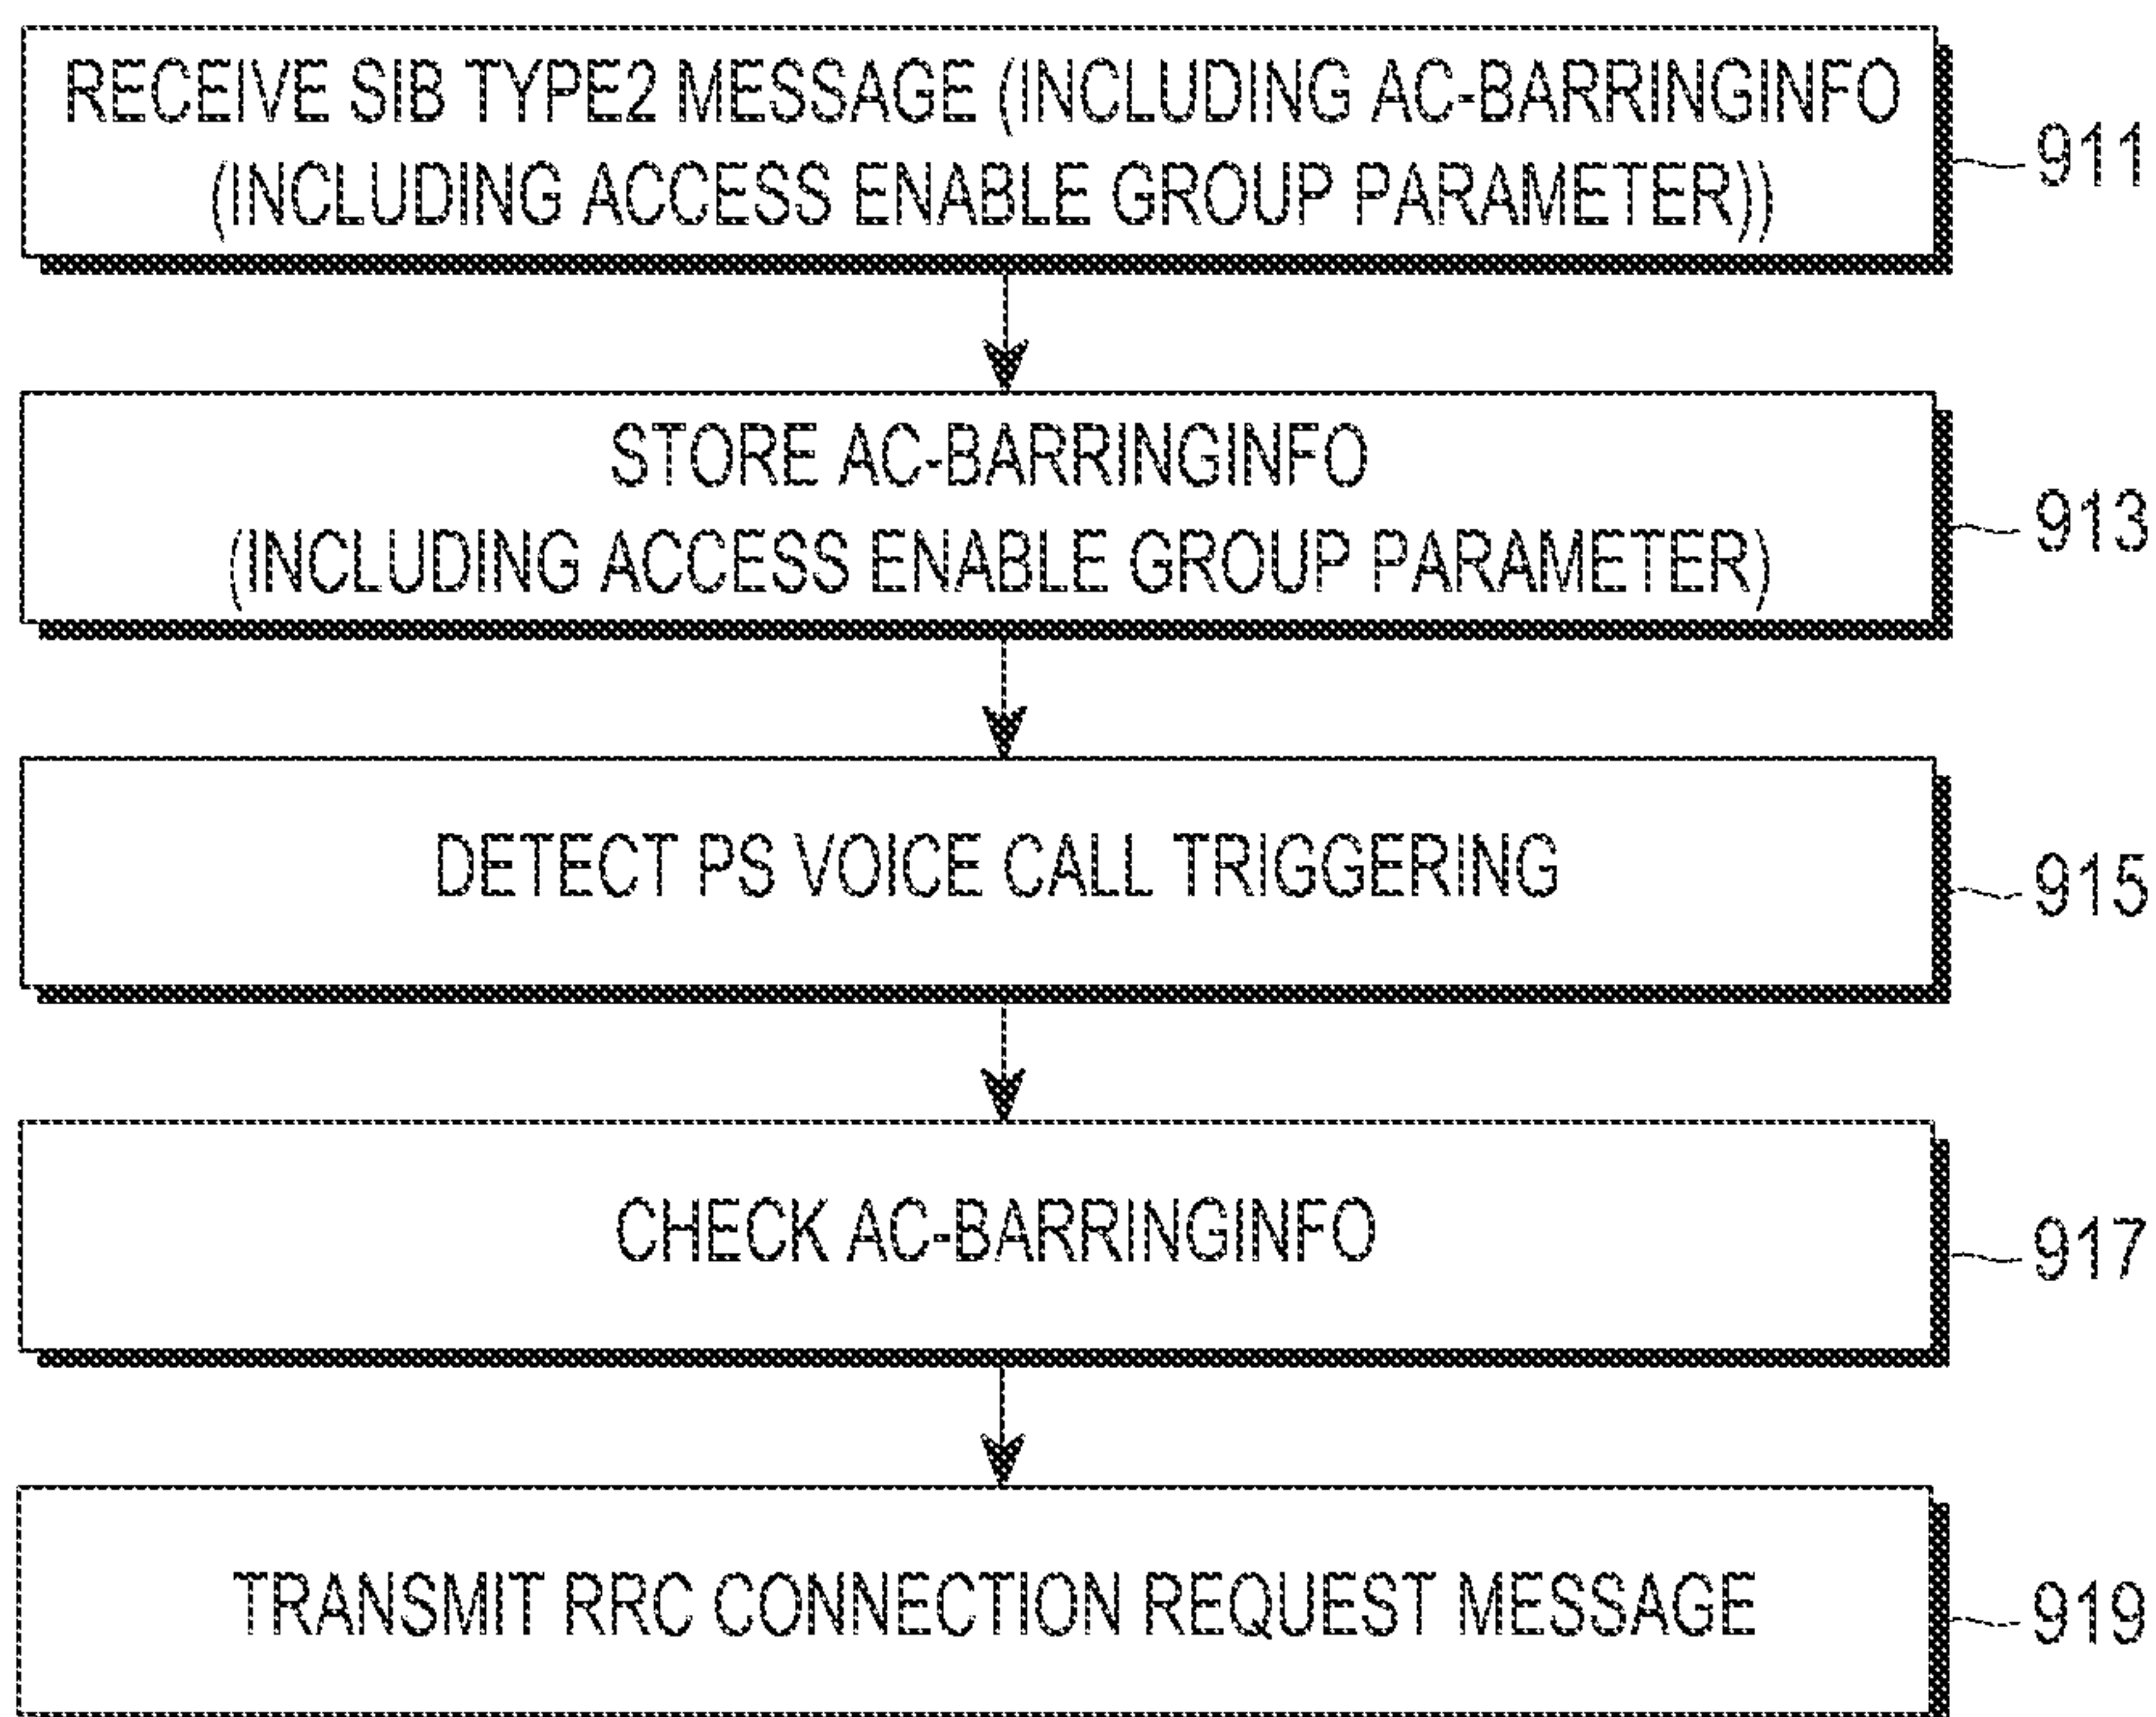 RECEIVE SIB TYPE2 MESSAGE (INCLUDING AC-BARRINGINFO
(INCLUDING ACCESS ENABLE GROUP PARAMETER))
911
STORE AC-BARRINGINFO
(INCLUDING ACCESS ENABLE GROUP PARAMETER)
913
DETECT PS VOICE CALL TRIGGERING
915
CHECK AC-BARRINGINFO
917
TRANSMIT RRC CONNECTION REQUEST MESSAGE
919